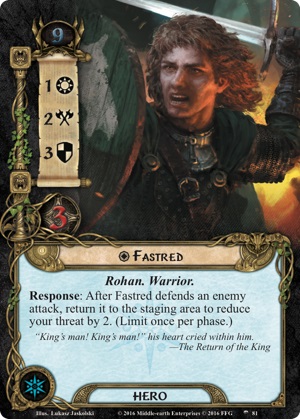 9
1
2
3
3
Fastred
Rohan. Warrior.
Response: After Fastred defends an enemy
attack, return it to the staging area to reduce
your threat by 2. (Limit once per phase.)
"King's man! King's man!" his heart cried within him.
—The Return of the King
Illus. Lukasz Jaskolski
HERO
© 2016 Middle-earth Enterprises © 2016 FFG
81